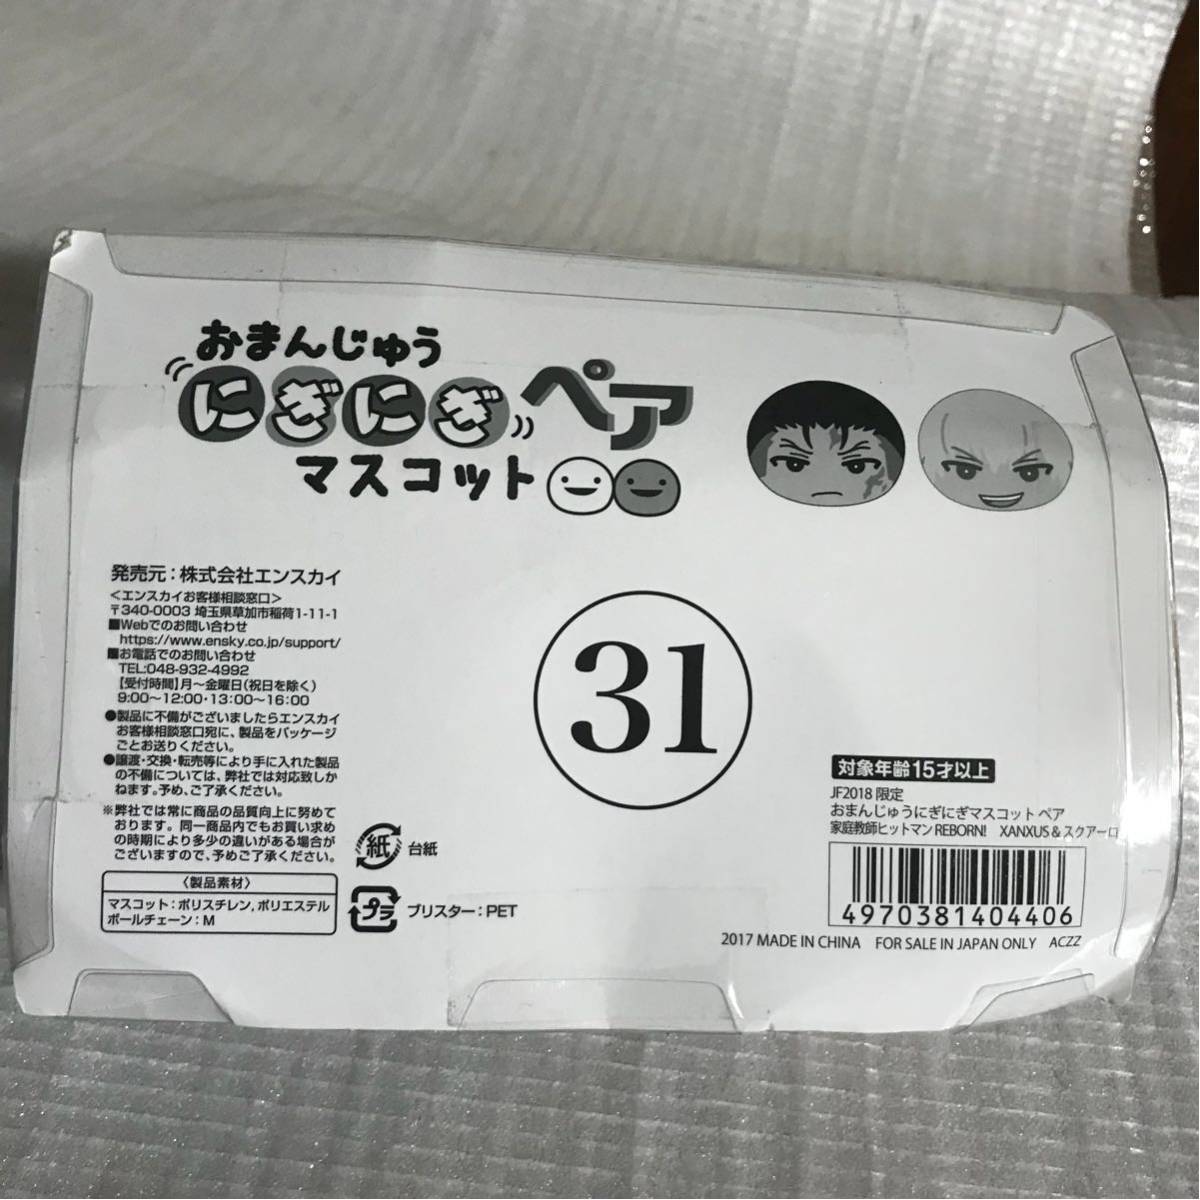 おまんじゅう
にぎにぎペア
マスコット
発売元：株式会社エンスカイ
＜エンスカイお客様相談窓口＞
〒340-0003 埼玉県草加市稲荷1-11-1
■Webでのお問い合わせ
https://www.ensky.co.jp/support/
■お電話でのお問い合わせ
TEL:048-932-4992
【受付時間】月〜金曜日（祝日を除く）
9:00〜12:00・13:00〜16:00
●製品に不備がございましたらエンスカイ
お客様相談窓口宛に、製品をパッケージ
ごとお送りください。
●譲渡・交換・転売等により手に入れた製品
の不備については、弊社では対応致しか
ねます。予め、ご了承ください。
※弊社では常に商品の品質向上に努めて
おります。同一商品内でもお買い求め
の時期により多少の違いがある場合が
ございますので、予めご了承ください。
〈製品素材〉
マスコット：ポリスチレン,ポリエステル
ボールチェーン：M
紙 台紙
プラ ブリスター：PET
31
対象年齢15才以上
JF2018 限定
おまんじゅうにぎにぎマスコット ペア
家庭教師ヒットマン REBORN! XANXUS & スクアーロ
4970381404406
2017 MADE IN CHINA FOR SALE IN JAPAN ONLY ACZZ